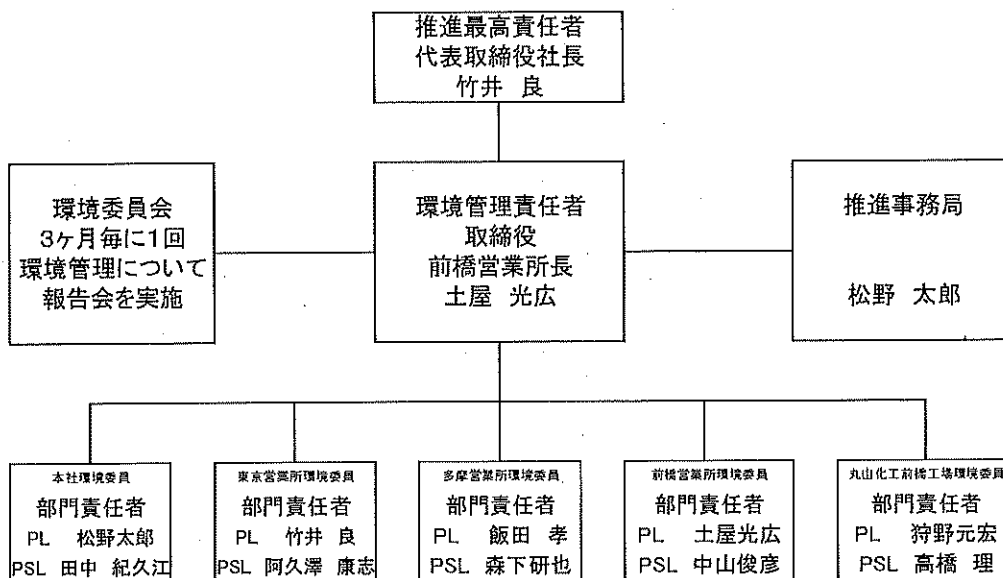 推進最高責任者
代表取締役社長
竹井 良
環境委員会
3ヶ月毎に1回
環境管理について
報告会を実施
環境管理責任者
取締役
前橋営業所長
土屋 光広
推進事務局
松野 太郎
本社環境委員
部門責任者
PL 松野太郎
PSL 田中 紀久江
東京営業所環境委員
部門責任者
PL 竹井 良
PSL 阿久澤 康志
多摩営業所環境委員
部門責任者
PL 飯田 孝
PSL 森下研也
前橋営業所環境委員
部門責任者
PL 土屋光広
PSL 中山俊彦
丸山化工前橋工場環境委員
部門責任者
PL 狩野元宏
PSL 高橋 理